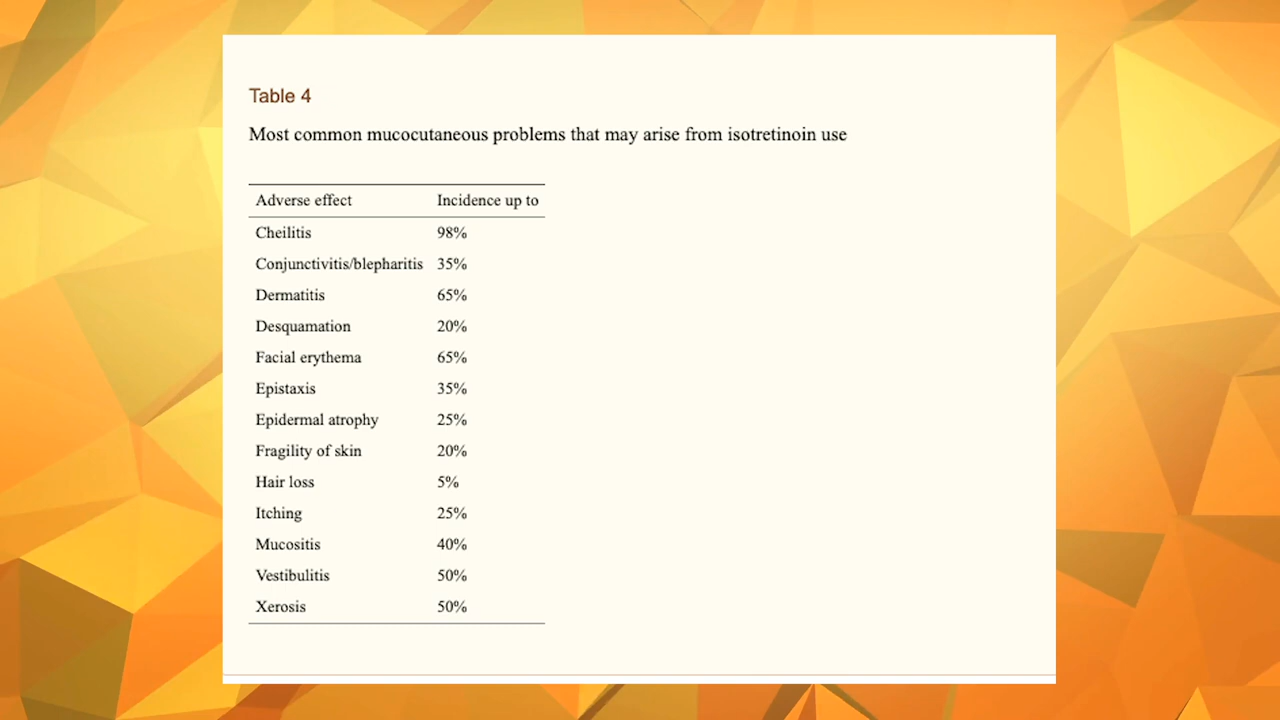 Table 4
Most common mucocutaneous problems that may arise from isotretinoin use
Adverse effect Incidence up to
Cheilitis 98%
Conjunctivitis/blepharitis 35%
Dermatitis 65%
Desquamation 20%
Facial erythema 65%
Epistaxis 35%
Epidermal atrophy 25%
Fragility of skin 20%
Hair loss 5%
Itching 25%
Mucositis 40%
Vestibulitis 50%
Xerosis 50%